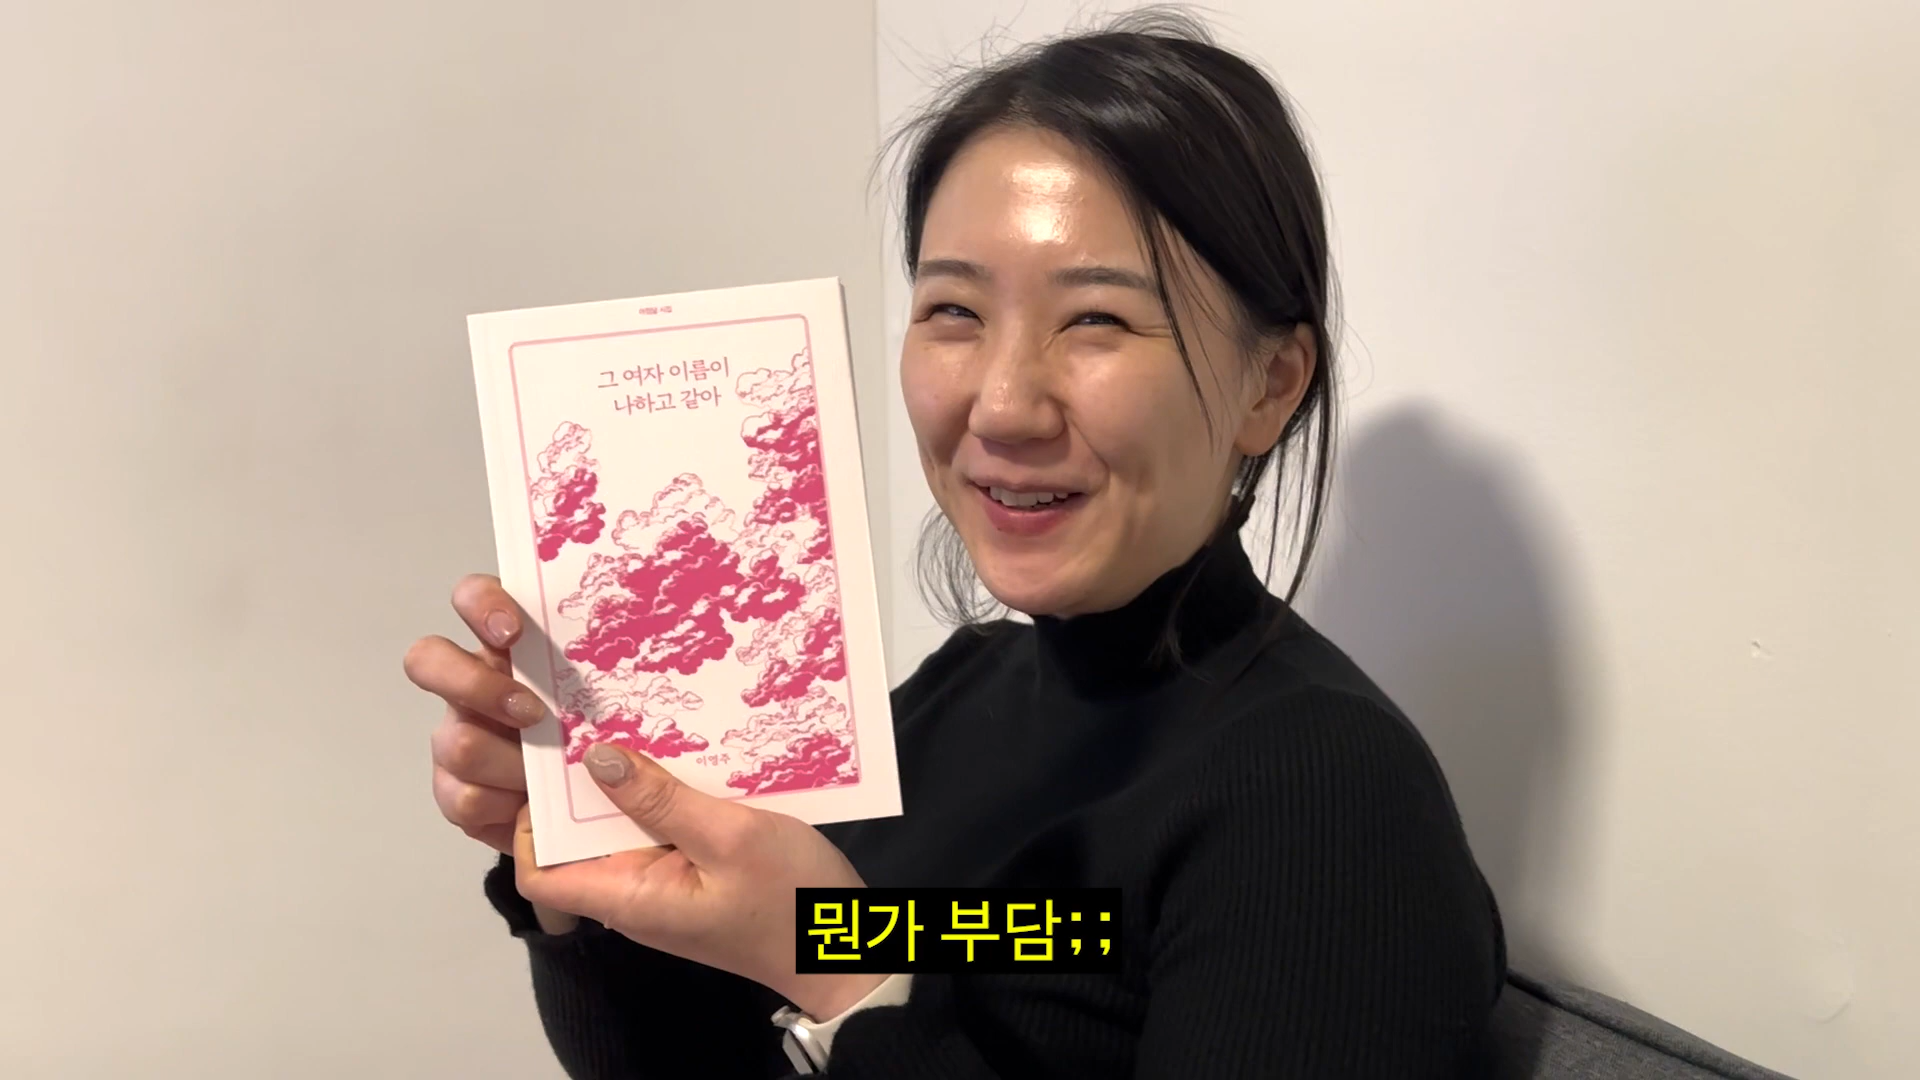 그 여자 이름이
나하고 같아
이영주
뭔가 부담;;